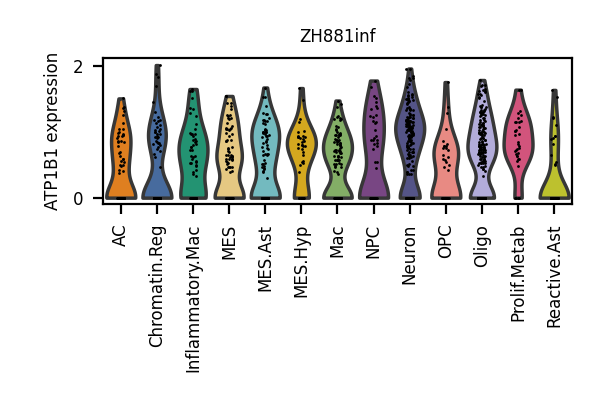 ZH881inf
ATP1B1 expression
2
0
AC
Chromatin.Reg
Inflammatory.Mac
MES
MES.Ast
MES.Hyp
Mac
NPC
Neuron
OPC
Oligo
Prolif.Metab
Reactive.Ast